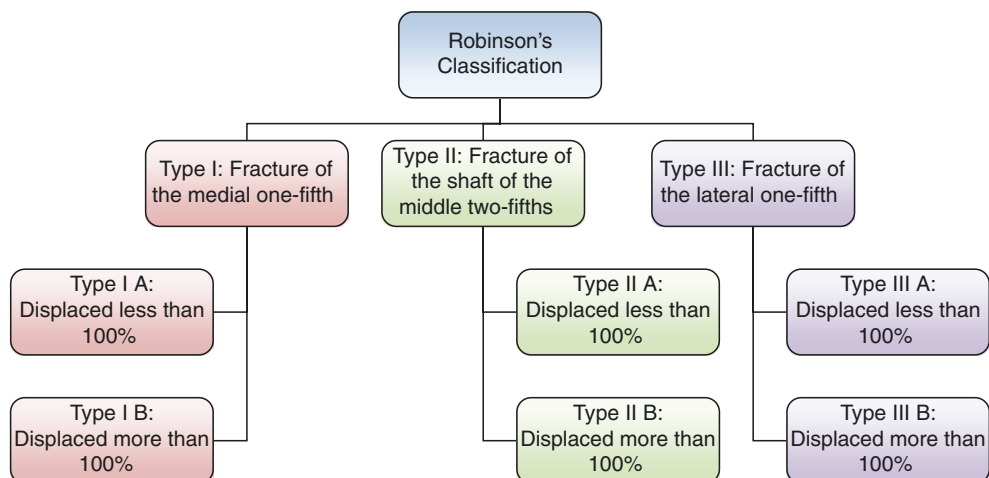 Robinson's
Classification
Type I: Fracture of
the medial one-fifth
Type II: Fracture of
the shaft of the
middle two-fifths
Type III: Fracture of
the lateral one-fifth
Type I A:
Displaced less than
100%
Type II A:
Displaced less than
100%
Type III A:
Displaced less than
100%
Type I B:
Displaced more than
100%
Type II B:
Displaced more than
100%
Type III B:
Displaced more than
100%